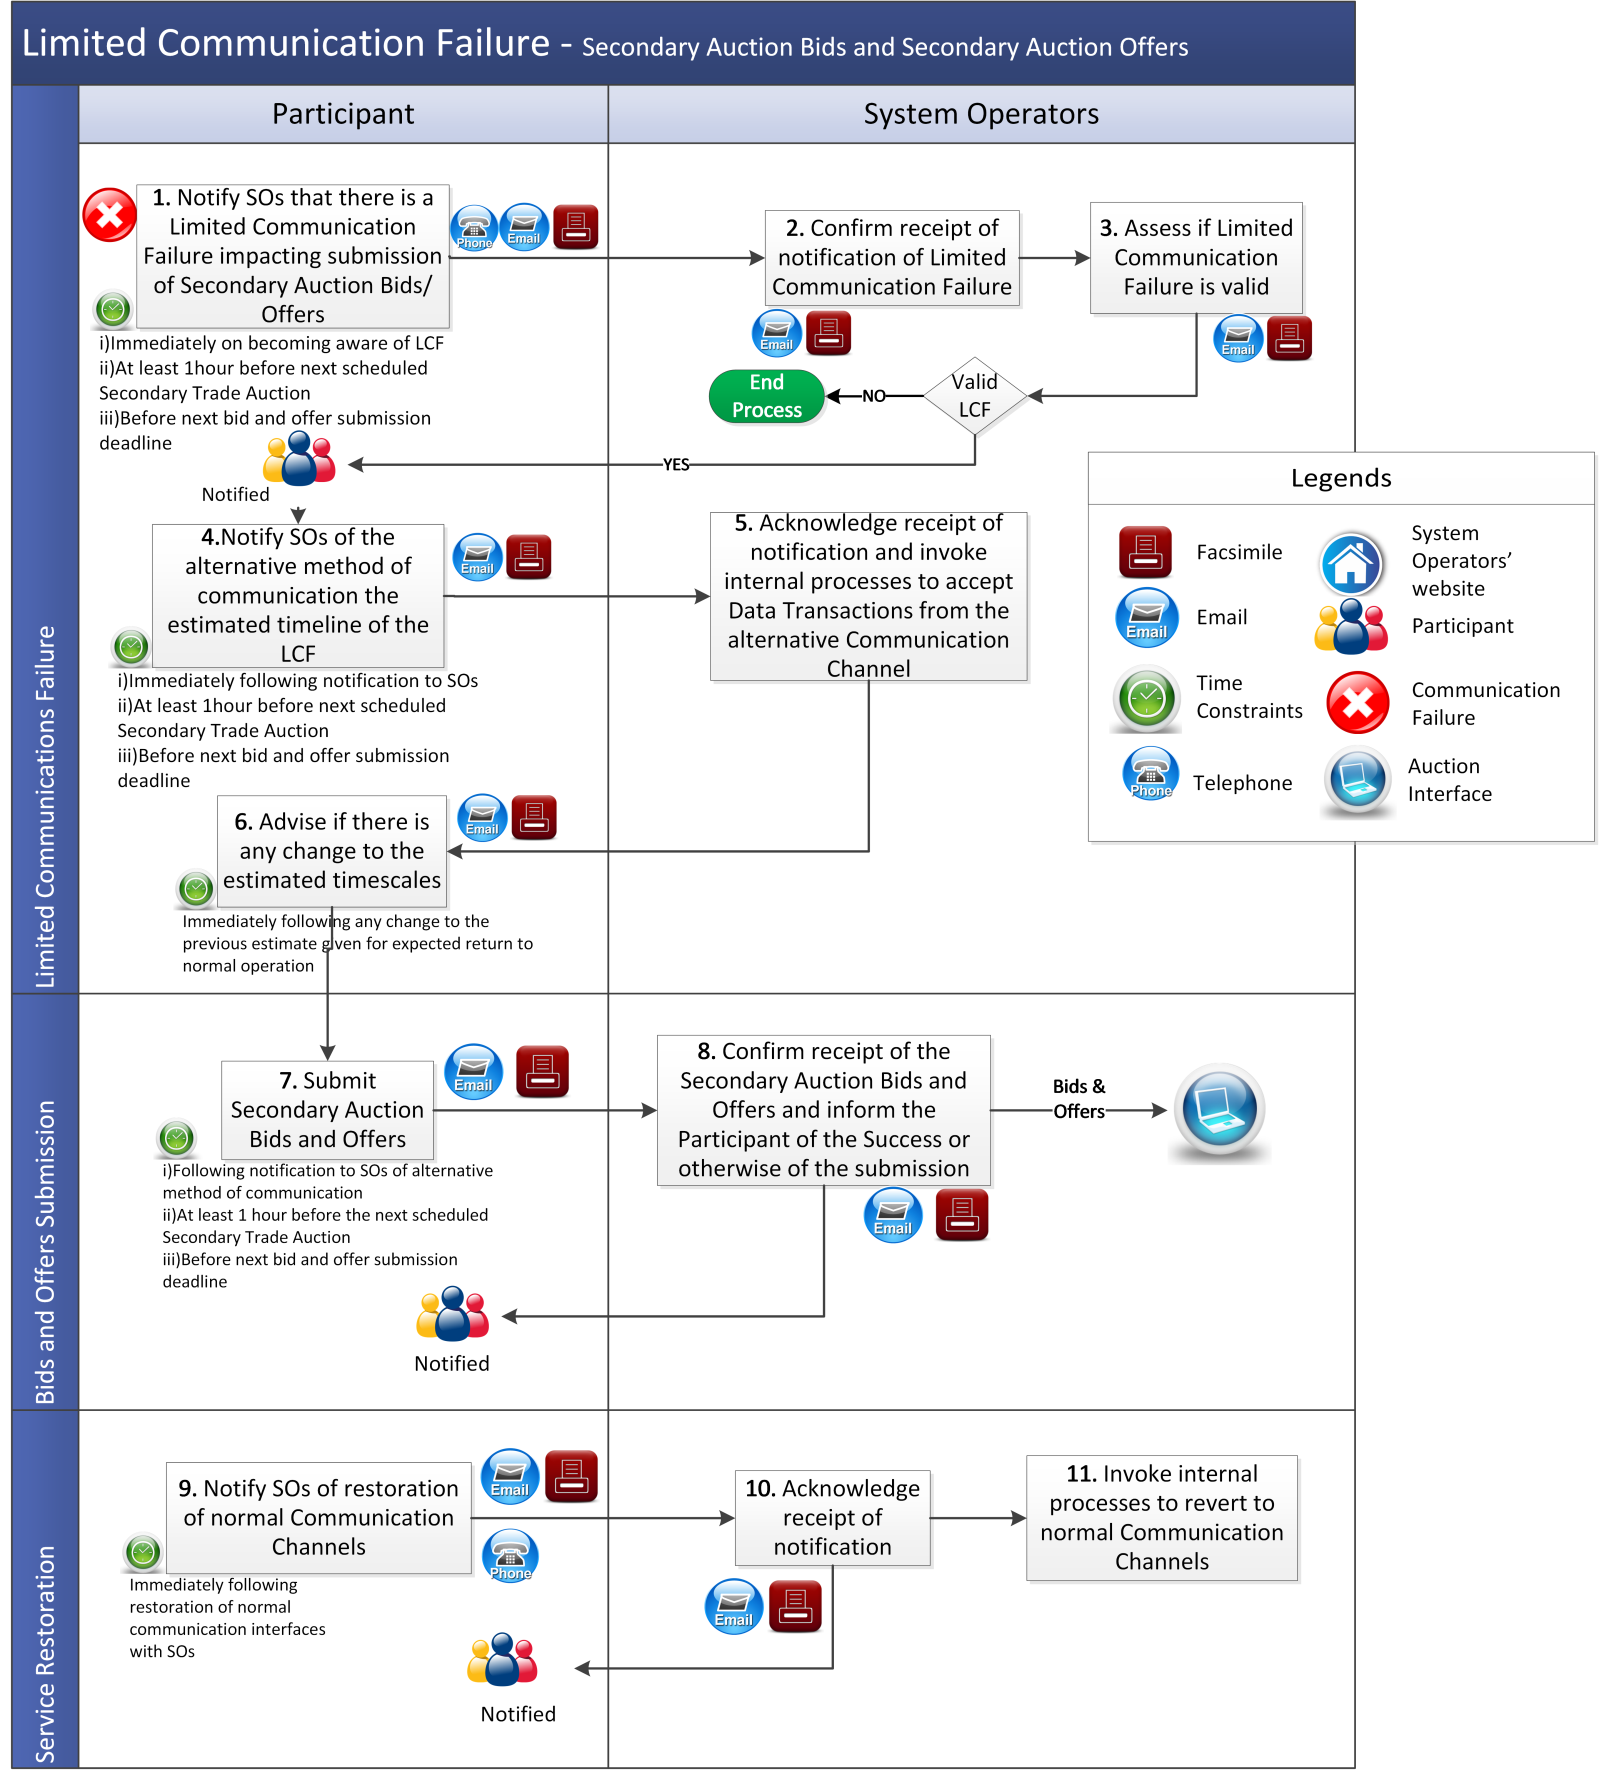 Limited Communication Failure - Secondary Auction Bids and Secondary Auction Offers
Participant
System Operators
Limited Communications Failure
1. Notify SOs that there is a
Limited Communication
Failure impacting submission
of Secondary Auction Bids/
Offers
Phone
Email
i)Immediately on becoming aware of LCF
ii)At least 1hour before next scheduled
Secondary Trade Auction
iii)Before next bid and offer submission
deadline
2. Confirm receipt of
notification of Limited
Communication Failure
Email
3. Assess if Limited
Communication
Failure is valid
Email
Valid
LCF
NO
End
Process
YES
Notified
4.Notify SOs of the
alternative method of
communication the
estimated timeline of the
LCF
Email
i)Immediately following notification to SOs
ii)At least 1hour before next scheduled
Secondary Trade Auction
iii)Before next bid and offer submission
deadline
5. Acknowledge receipt of
notification and invoke
internal processes to accept
Data Transactions from the
alternative Communication
Channel
6. Advise if there is
any change to the
estimated timescales
Email
Immediately following any change to the
previous estimate given for expected return to
normal operation
Legends
Facsimile
System
Operators'
website
Email
Email
Participant
Time
Constraints
Communication
Failure
Phone
Telephone
Auction
Interface
Bids and Offers Submission
7. Submit
Secondary Auction
Bids and Offers
Email
i)Following notification to SOs of alternative
method of communication
ii)At least 1 hour before the next scheduled
Secondary Trade Auction
iii)Before next bid and offer submission
deadline
8. Confirm receipt of the
Secondary Auction Bids and
Offers and inform the
Participant of the Success or
otherwise of the submission
Email
Bids &
Offers
Notified
Service Restoration
9. Notify SOs of restoration
of normal Communication
Channels
Email
Phone
Immediately following
restoration of normal
communication interfaces
with SOs
10. Acknowledge
receipt of
notification
Email
11. Invoke internal
processes to revert to
normal Communication
Channels
Notified